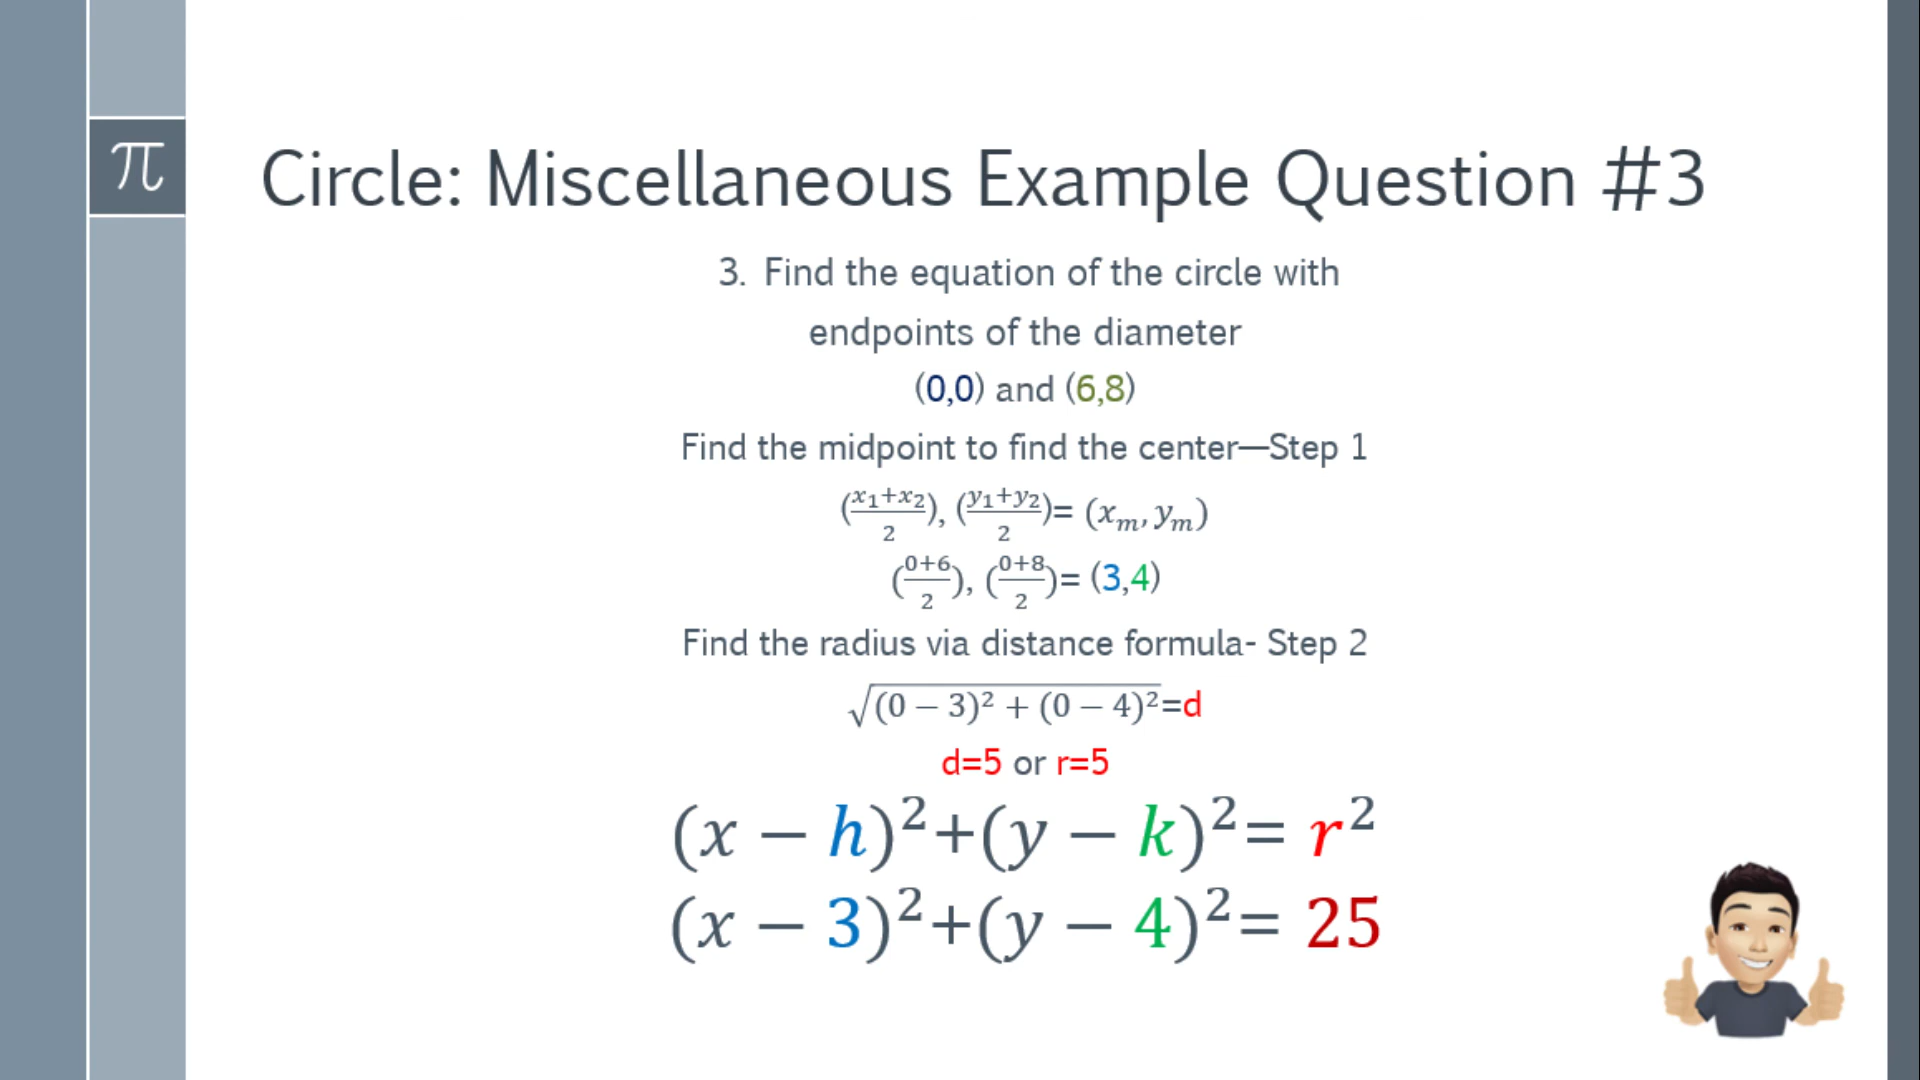 π
Circle: Miscellaneous Example Question #3
3. Find the equation of the circle with
endpoints of the diameter
(0,0) and (6,8)
Find the midpoint to find the center—Step 1
(x₁+x₂/2), (y₁+y₂/2)= (xₘ, yₘ)
(0+6/2), (0+8/2)= (3,4)
Find the radius via distance formula- Step 2
√(0 − 3)² + (0 − 4)²=d
d=5 or r=5
(x − h)²+(y − k)²= r²
(x − 3)²+(y − 4)²= 25